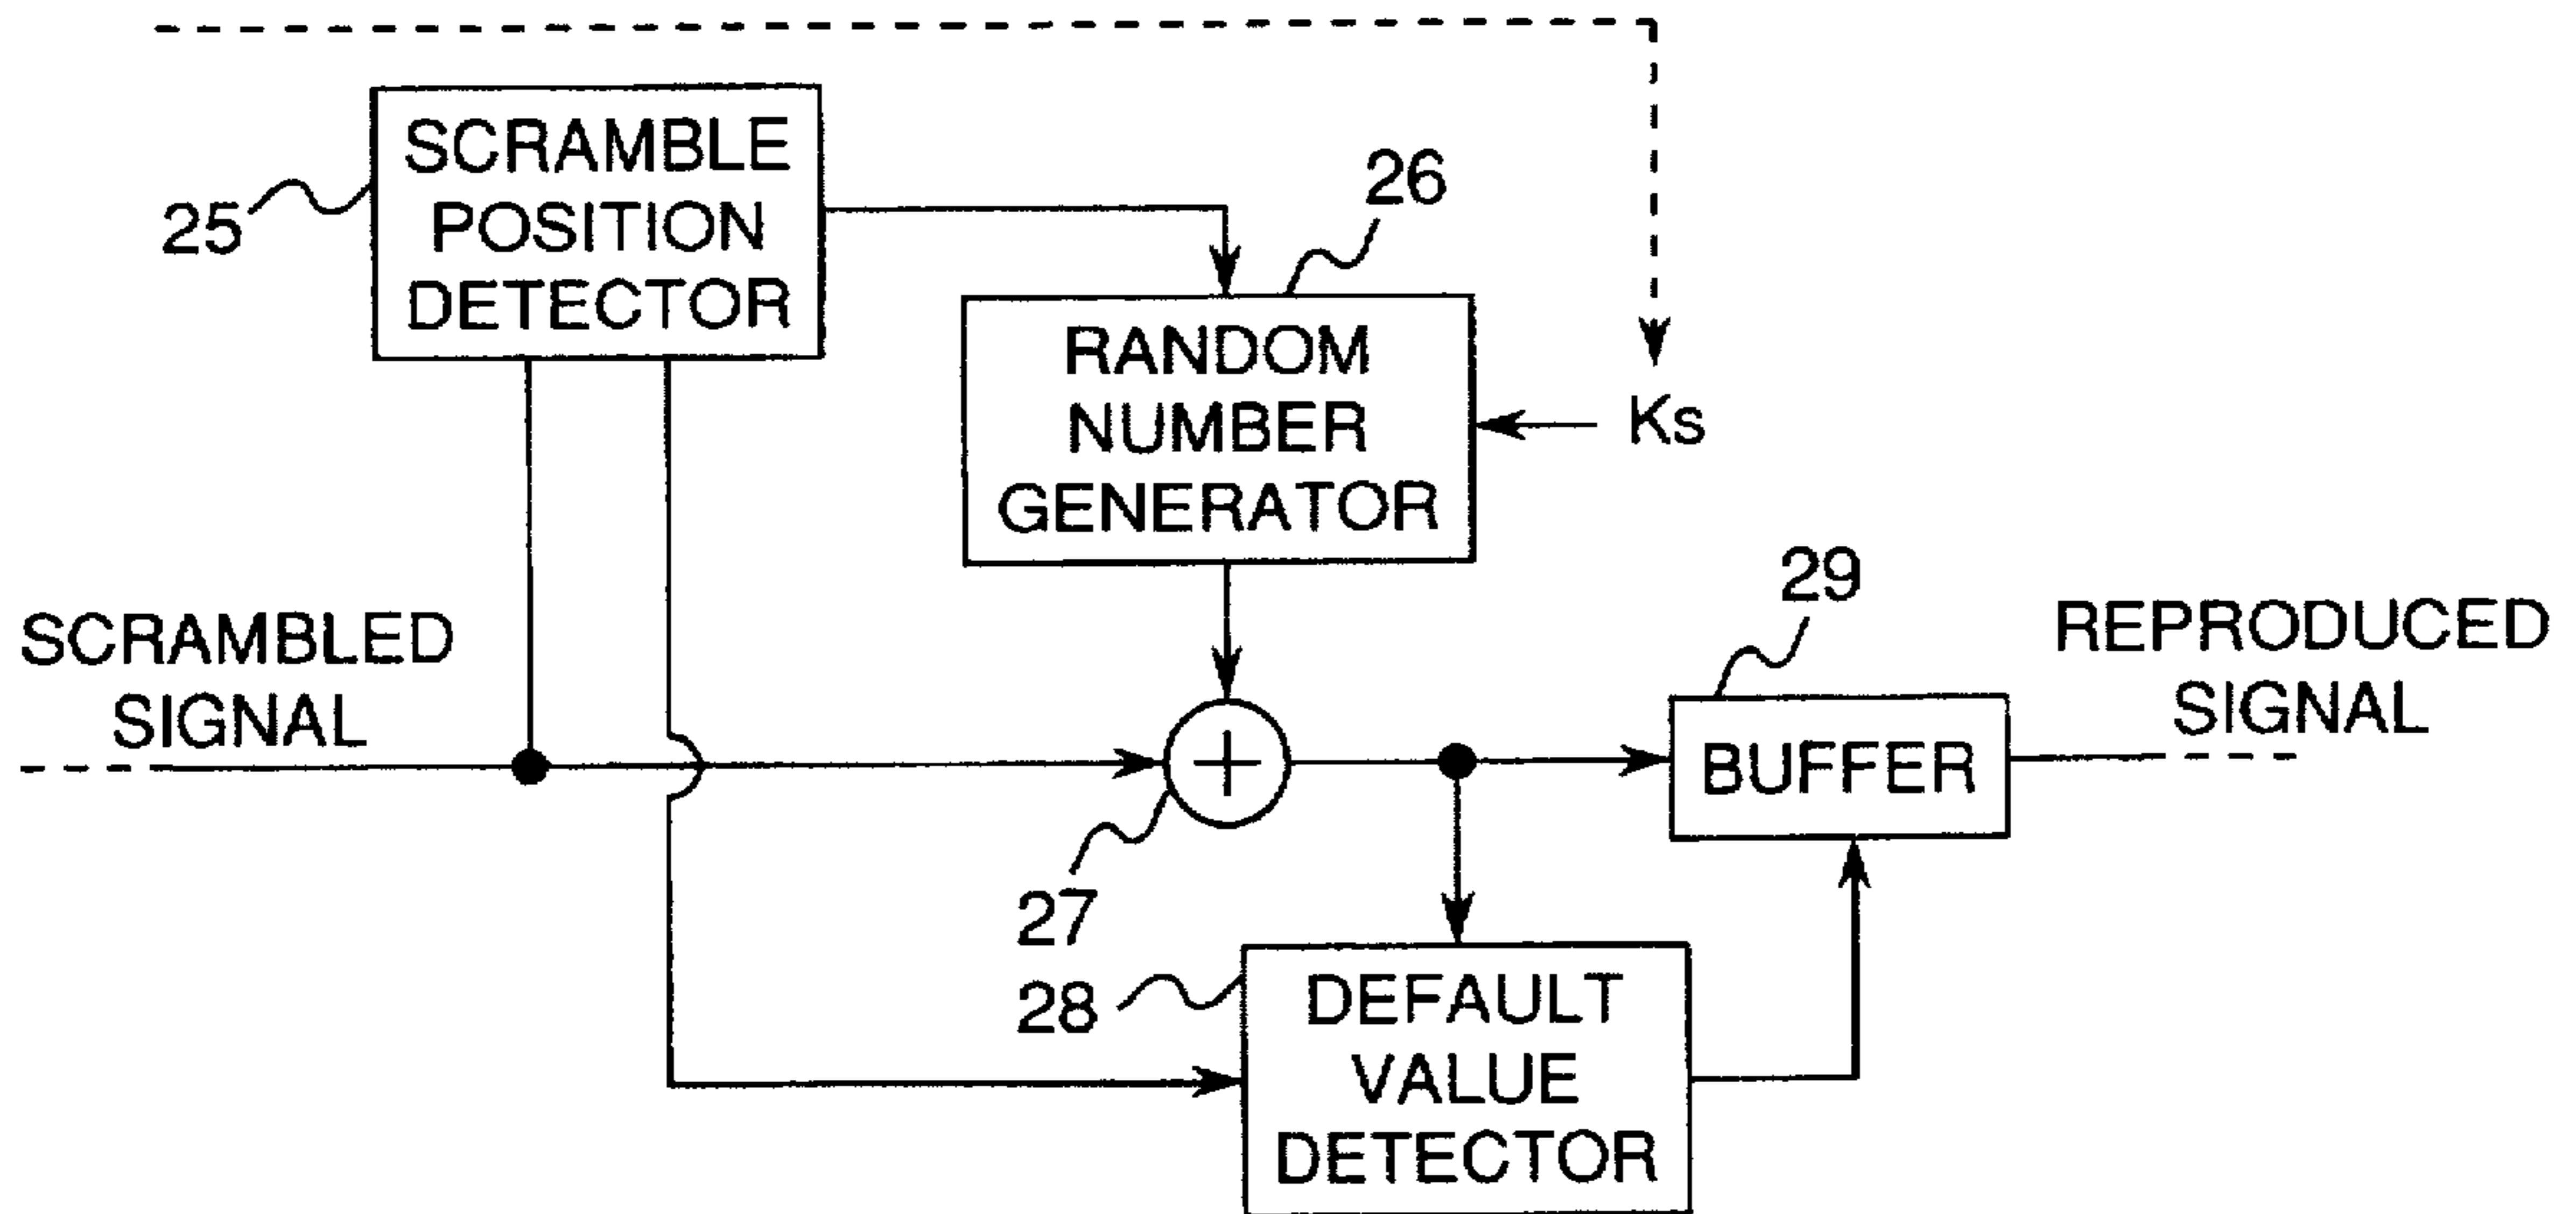 SCRAMBLE
POSITION
DETECTOR
25
26
RANDOM
NUMBER
GENERATOR
Ks
SCRAMBLED
SIGNAL
27
29
BUFFER
REPRODUCED
SIGNAL
28
DEFAULT
VALUE
DETECTOR